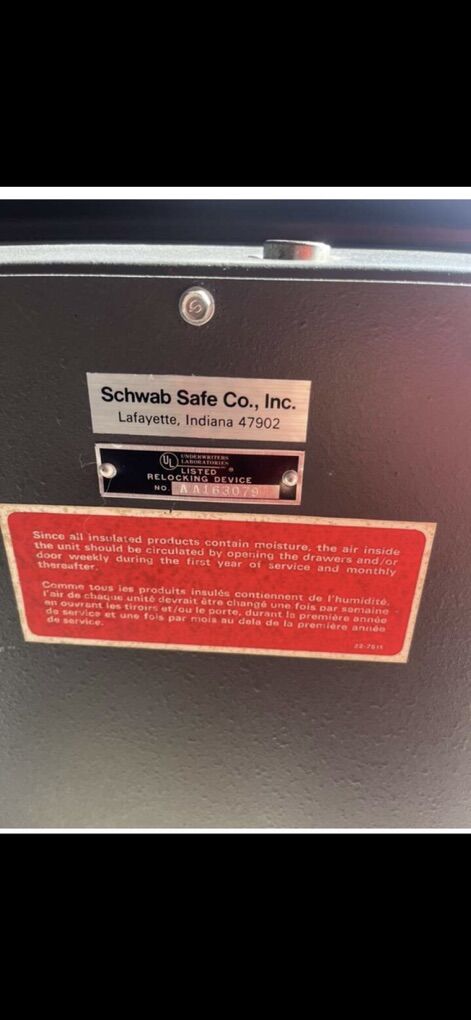 Schwab Safe Co., Inc.
Lafayette, Indiana 47902
UL UNDERWRITERS
LABORATORIES ®
LISTED
RELOCKING DEVICE
NO. AA163079
Since all insulated products contain moisture, the air inside
the unit should be circulated by opening the drawers and/or
door weekly during the first year of service and monthly
thereafter.
Comme tous les produits insulés contiennent de l'humidité,
l'air de chaque unité devrait être changé une fois par semaine
en ouvrant les tiroirs et/ou le porte, durant la première année
de service et une fois par mois au dela de la première année
de service.